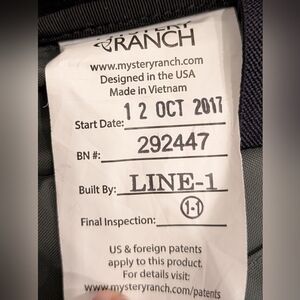 MYSTERY
RANCH
www.mysteryranch.com
Designed in the USA
Made in Vietnam
Start Date: 12 OCT 2017
BN #: 292447
Built By: LINE-1
Final Inspection: 1-1
US & foreign patents
apply to this product.
For details visit:
www.mysteryranch.com/patents